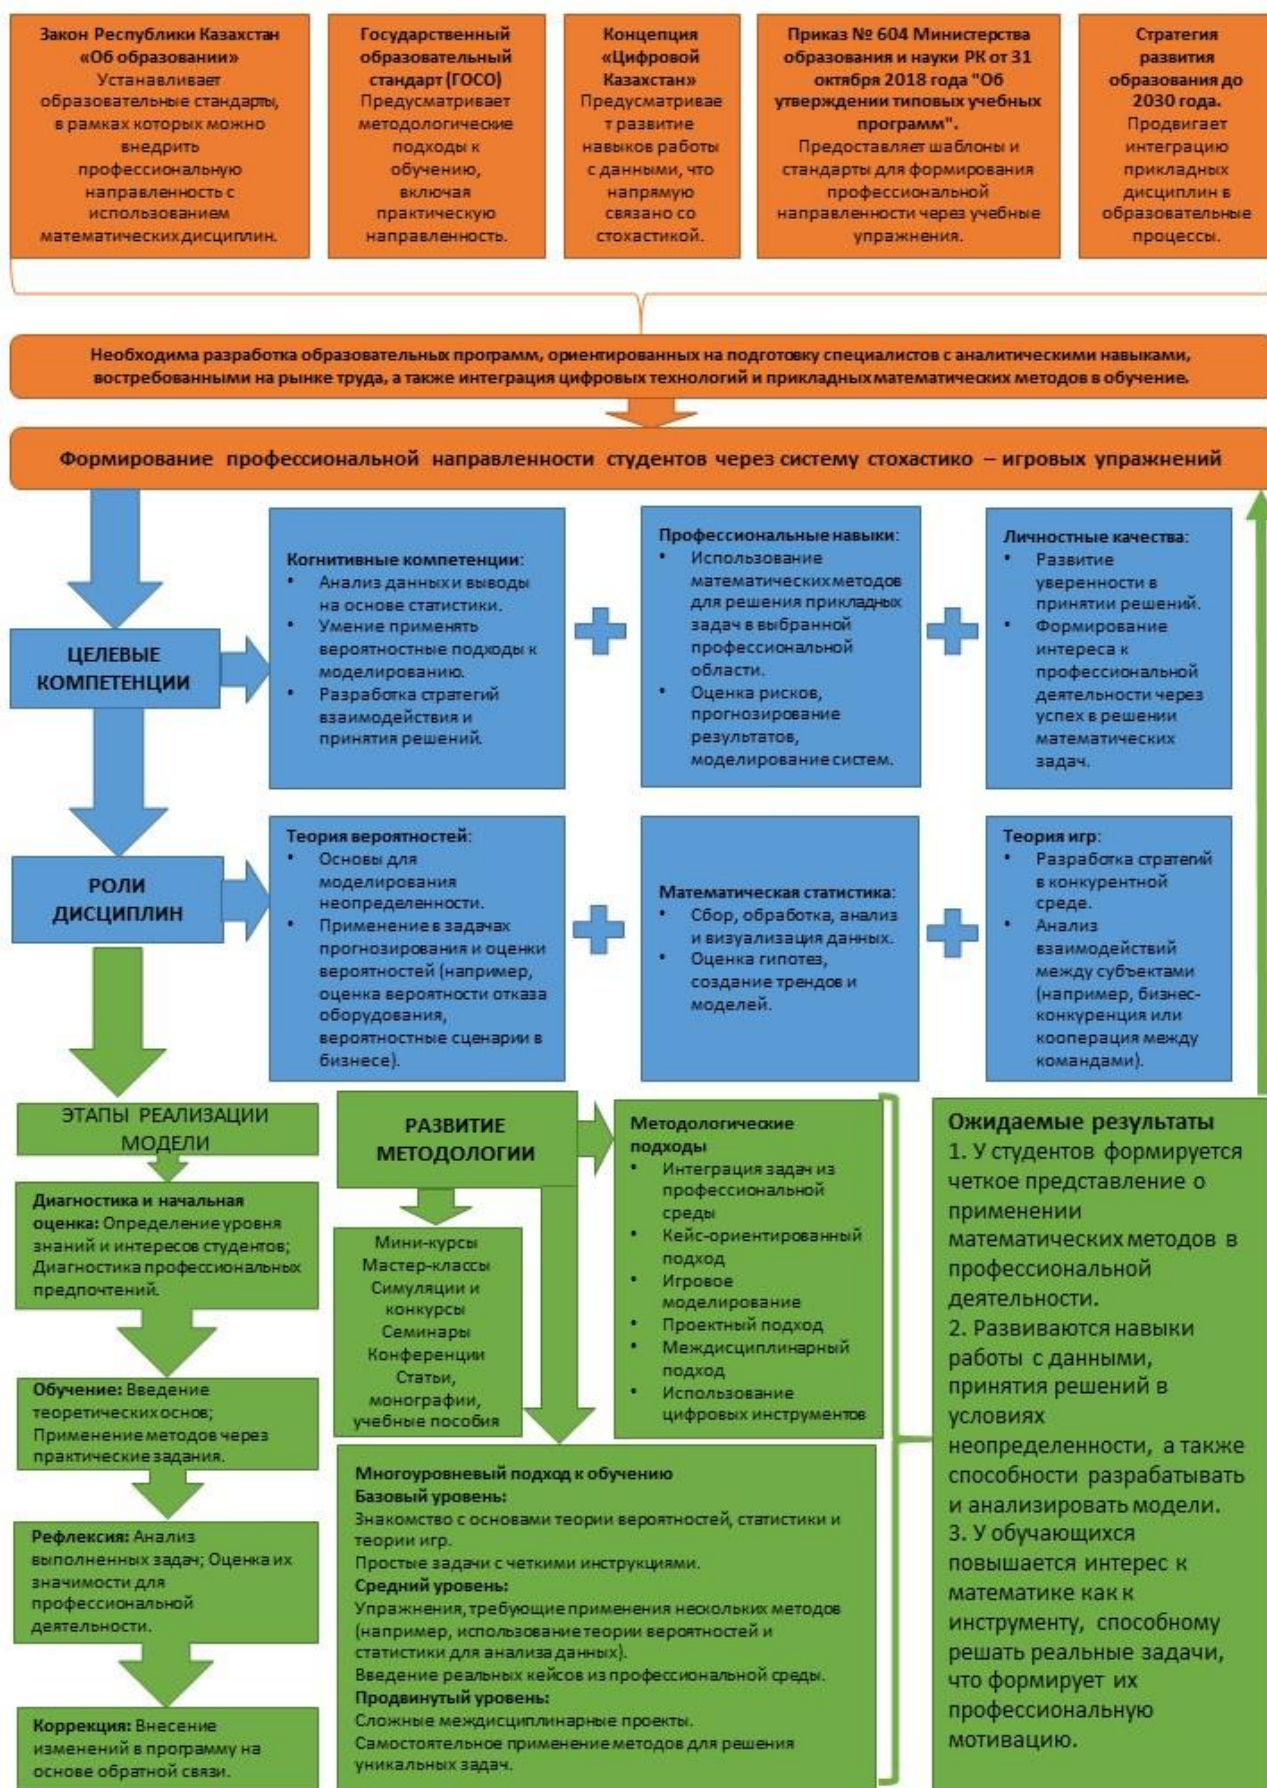 Закон Республики Казахстан
«Об образовании»
Устанавливает
образовательные стандарты,
в рамках которых можно
внедрить
профессиональную
направленность с
использованием
математических дисциплин.
Государственный
образовательный
стандарт (ГОСО)
Предусматривает
методологические
подходы к
обучению,
включая
практическую
направленность.
Концепция
«Цифровой
Казахстан»
Предусматривае
т развитие
навыков работы
с данными, что
напрямую
связано со
стохастикой.
Приказ № 604 Министерства
образования и науки РК от 31
октября 2018 года "Об
утверждении типовых учебных
программ".
Предоставляет шаблоны и
стандарты для формирования
профессиональной
направленности через учебные
упражнения.
Стратегия
развития
образования до
2030 года.
Продвигает
интеграцию
прикладных
дисциплин в
образовательные
процессы.
Необходима разработка образовательных программ, ориентированных на подготовку специалистов с аналитическими навыками,
востребованными на рынке труда, а также интеграция цифровых технологий и прикладных математических методов в обучение.
Формирование профессиональной направленности студентов через систему стохастико – игровых упражнений
ЦЕЛЕВЫЕ
КОМПЕТЕНЦИИ
Когнитивные компетенции:
• Анализ данных и выводы
на основе статистики.
• Умение применять
вероятностные подходы к
моделированию.
• Разработка стратегий
взаимодействия и
принятия решений.
Профессиональные навыки:
• Использование
математических методов
для решения прикладных
задач в выбранной
профессиональной
области.
• Оценка рисков,
прогнозирование
результатов,
моделирование систем.
Личностные качества:
• Развитие
уверенности в
принятии решений.
• Формирование
интереса к
профессиональной
деятельности через
успех в решении
математических
задач.
РОЛИ
ДИСЦИПЛИН
Теория вероятностей:
• Основы для
моделирования
неопределенности.
• Применение в задачах
прогнозирования и оценки
вероятностей (например,
оценка вероятности отказа
оборудования,
вероятностные сценарии в
бизнесе).
Математическая статистика:
• Сбор, обработка, анализ
и визуализация данных.
• Оценка гипотез,
создание трендов и
моделей.
Теория игр:
• Разработка стратегий
в конкурентной
среде.
• Анализ
взаимодействий
между субъектами
(например, бизнес-
конкуренция или
кооперация между
командами).
ЭТАПЫ РЕАЛИЗАЦИИ
МОДЕЛИ
Диагностика и начальная
оценка: Определение уровня
знаний и интересов студентов;
Диагностика профессиональных
предпочтений.
Обучение: Введение
теоретических основ;
Применение методов через
практические задания.
Рефлексия: Анализ
выполненных задач; Оценка их
значимости для
профессиональной
деятельности.
Коррекция: Внесение
изменений в программу на
основе обратной связи.
РАЗВИТИЕ
МЕТОДОЛОГИИ
Мини-курсы
Мастер-классы
Симуляции и
конкурсы
Семинары
Конференции
Статьи,
монографии,
учебные пособия
Методологические
подходы
• Интеграция задач из
профессиональной
среды
• Кейс-ориентированный
подход
• Игровое
моделирование
• Проектный подход
• Междисциплинарный
подход
• Использование
цифровых инструментов
Многоуровневый подход к обучению
Базовый уровень:
Знакомство с основами теории вероятностей, статистики и
теории игр.
Простые задачи с четкими инструкциями.
Средний уровень:
Упражнения, требующие применения нескольких методов
(например, использование теории вероятностей и
статистики для анализа данных).
Введение реальных кейсов из профессиональной среды.
Продвинутый уровень:
Сложные междисциплинарные проекты.
Самостоятельное применение методов для решения
уникальных задач.
Ожидаемые результаты
1. У студентов формируется
четкое представление о
применении
математических методов в
профессиональной
деятельности.
2. Развиваются навыки
работы с данными,
принятия решений в
условиях
неопределенности, а также
способности разрабатывать
и анализировать модели.
3. У обучающихся
повышается интерес к
математике как к
инструменту, способному
решать реальные задачи,
что формирует их
профессиональную
мотивацию.